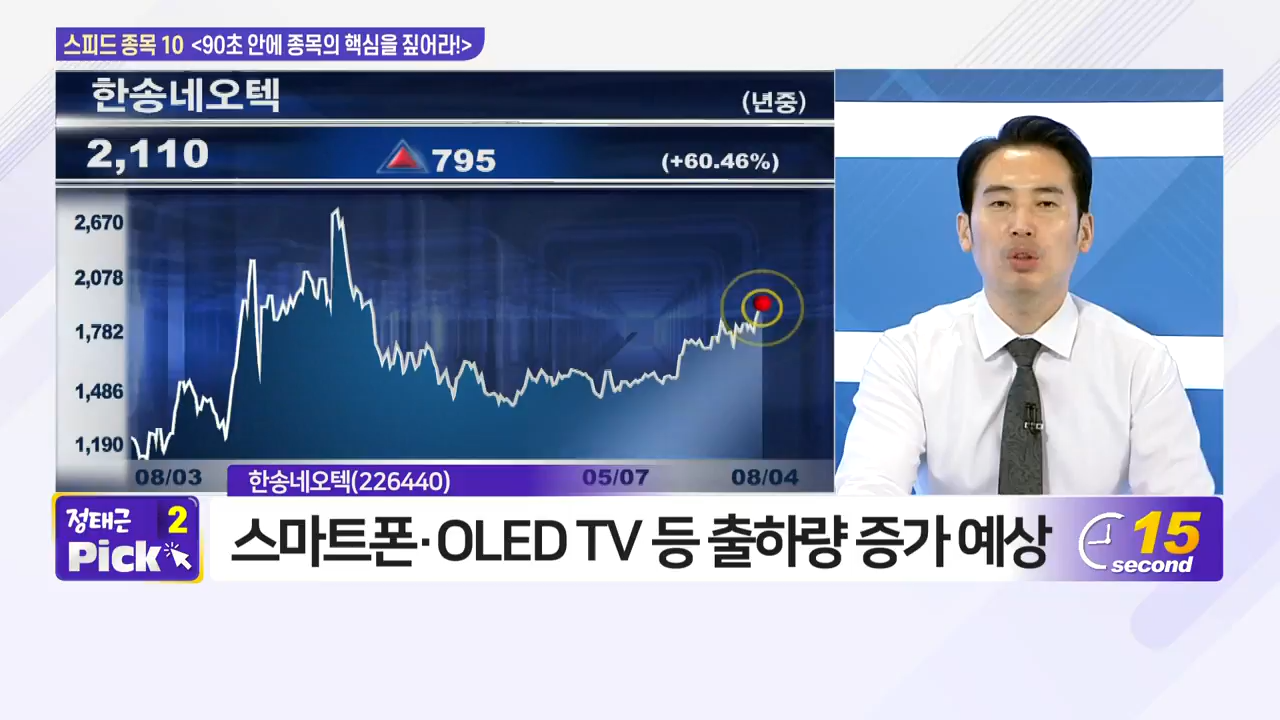 스피드 종목 10 <90초 안에 종목의 핵심을 짚어라!>
한송네오텍
(년중)
2,110 795 (+60.46%)
2,670
2,078
1,782
1,486
1,190
08/03 05/07 08/04
한송네오텍(226440)
정태근 2
Pick
스마트폰·OLED TV 등 출하량 증가 예상
15
second